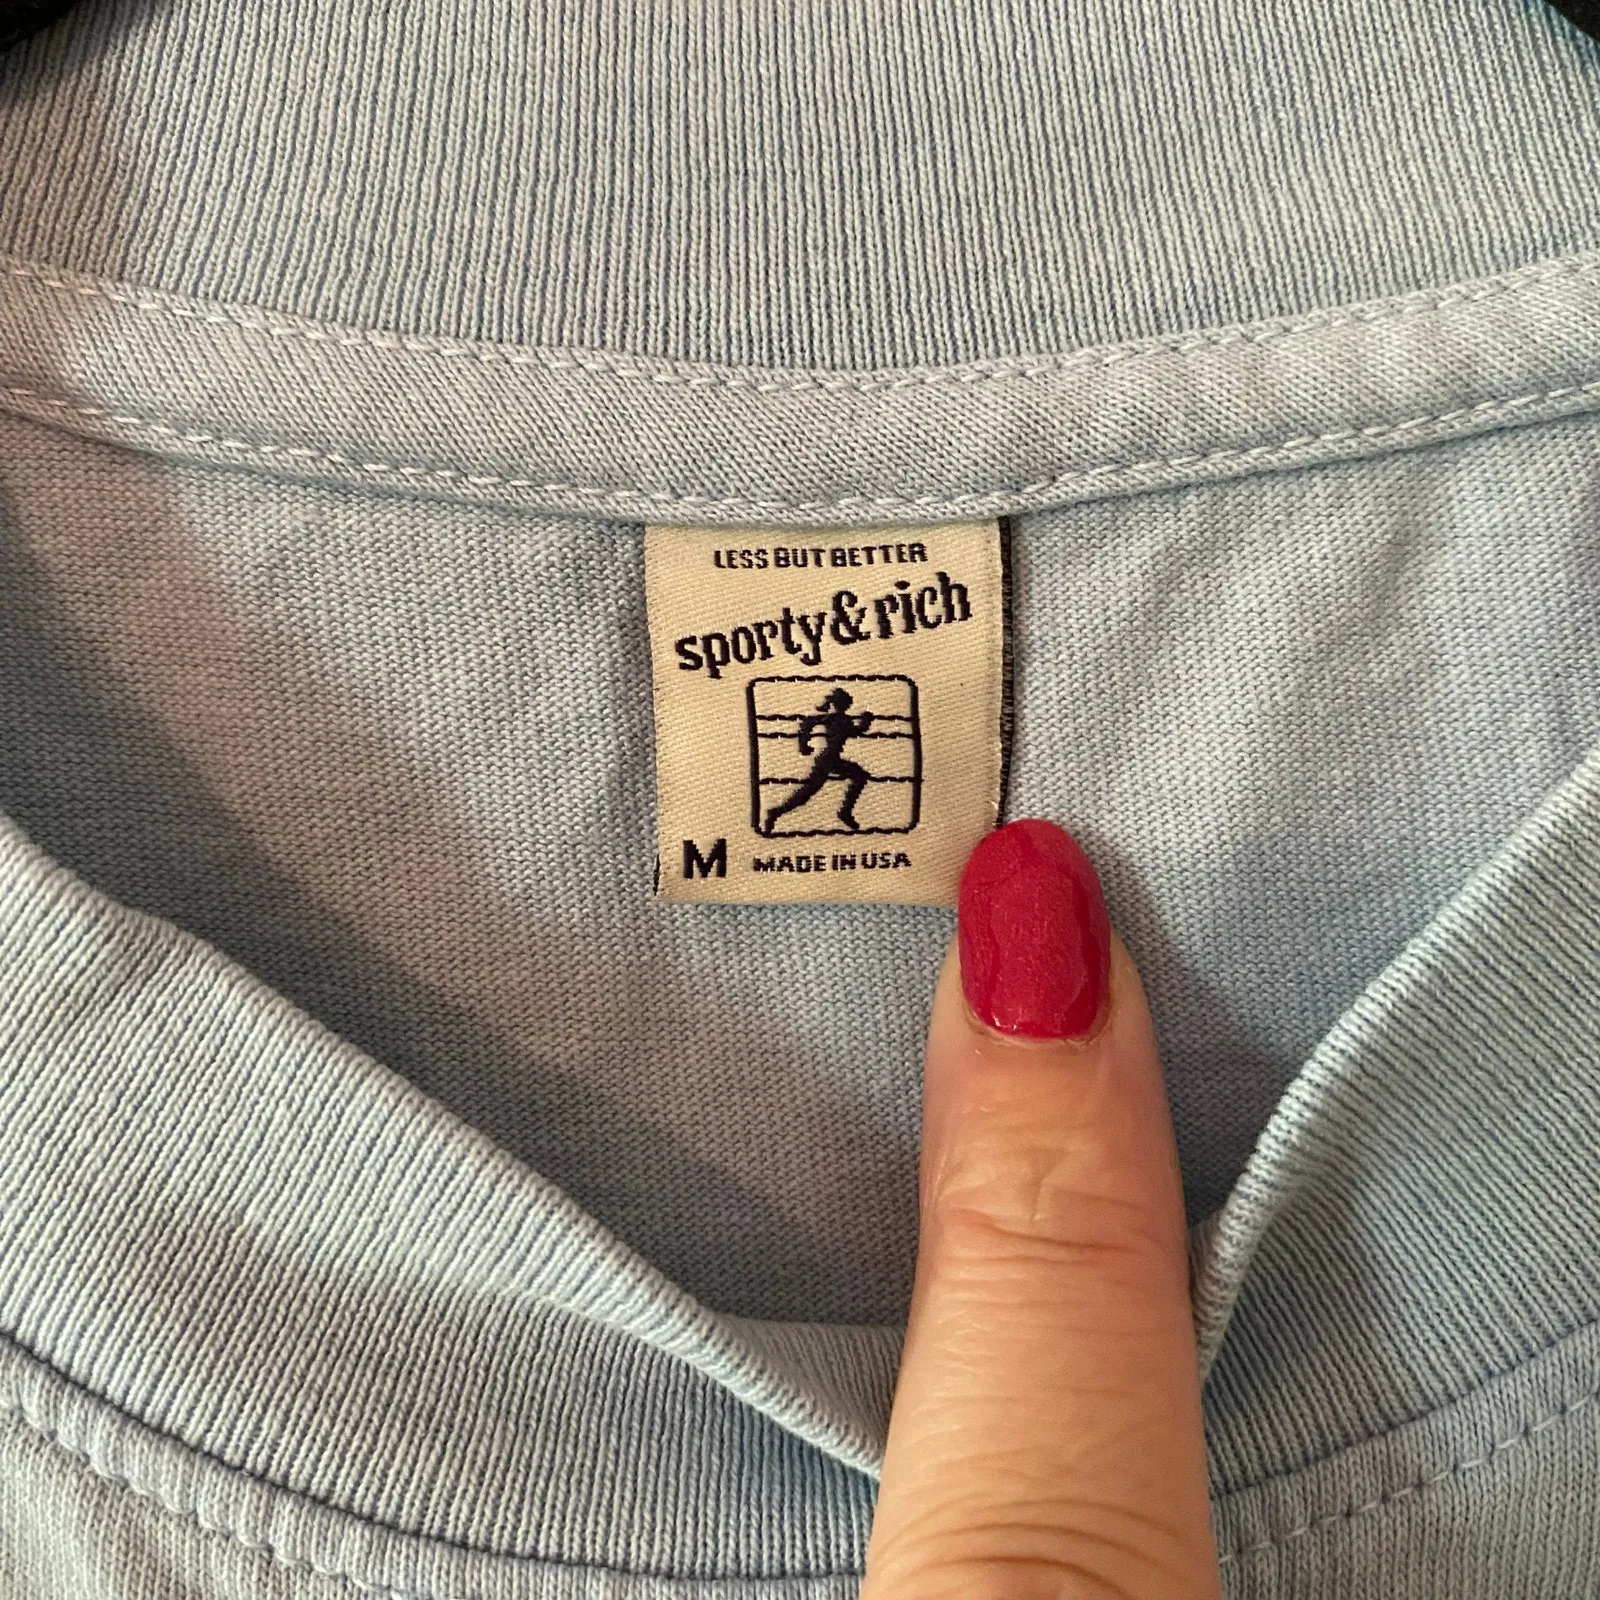 LESS BUT BETTER
sporty & rich
M MADE IN USA